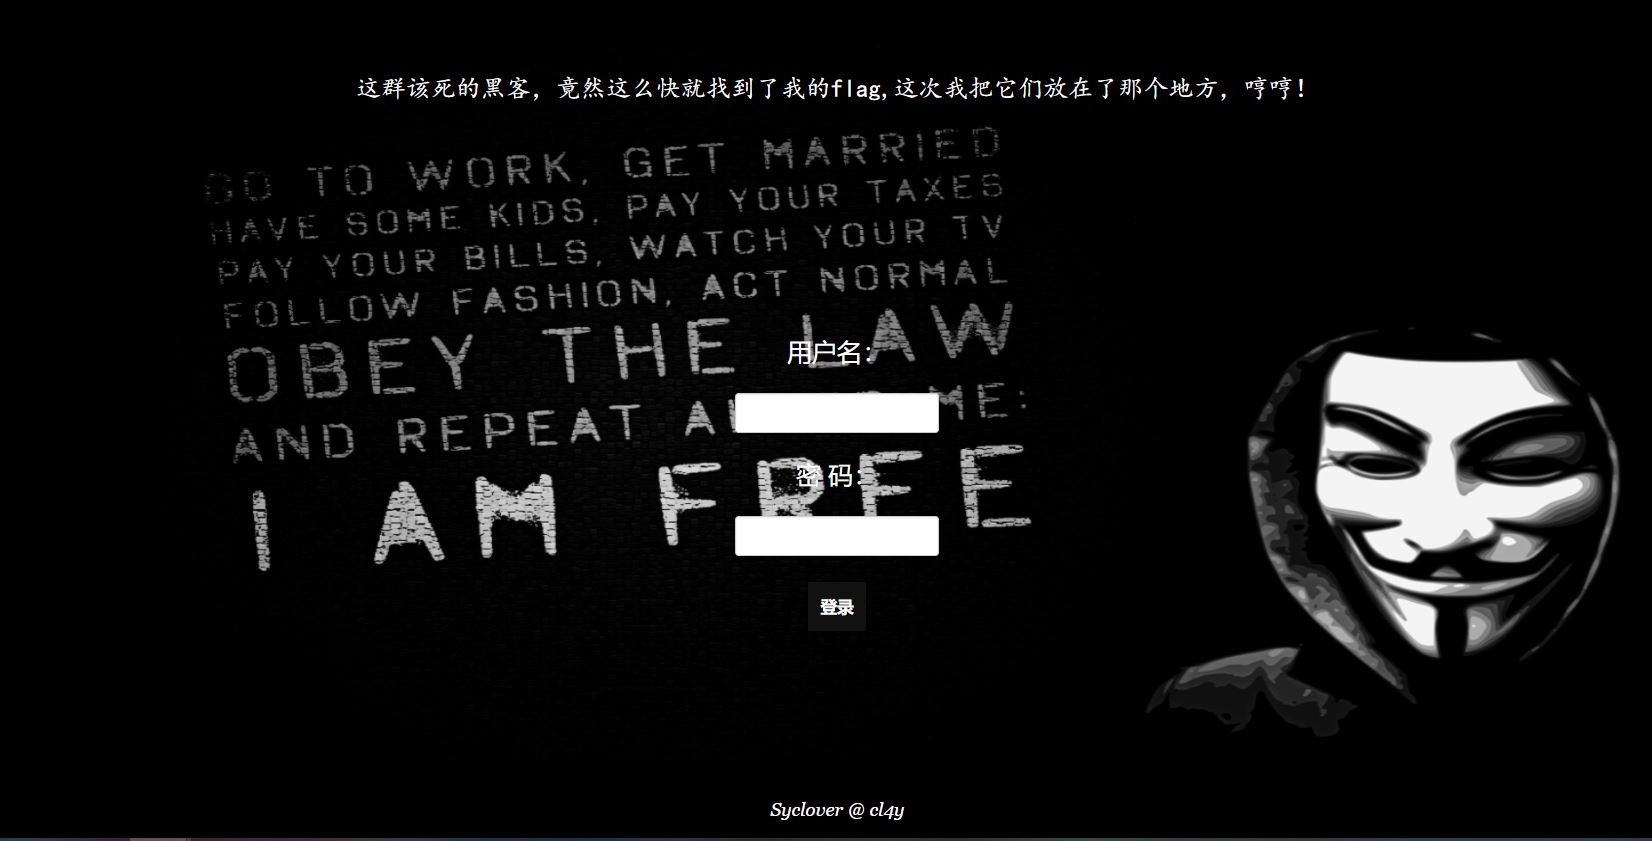 这群该死的黑客，竟然这么快就找到了我的flag,这次我把它们放在了那个地方，哼哼！
GO TO WORK, GET MARRIED
HAVE SOME KIDS, PAY YOUR TAXES
PAY YOUR BILLS, WATCH YOUR TV
FOLLOW FASHION, ACT NORMAL
OBEY THE LAW
AND REPEAT ME:
I AM FREE
用户名：
密 码：
登录
Syclover @ cl4y